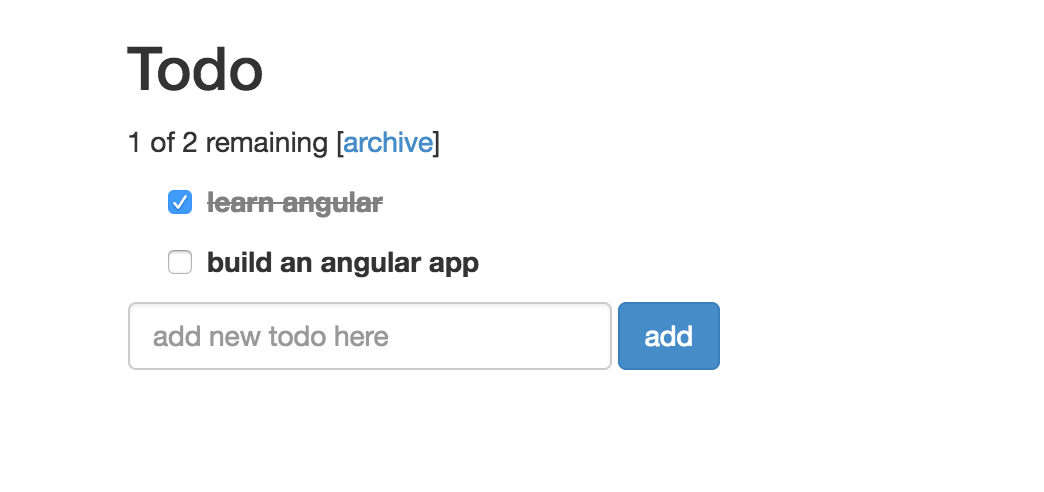 Todo
1 of 2 remaining [archive]
learn angular
build an angular app
add new todo here
add